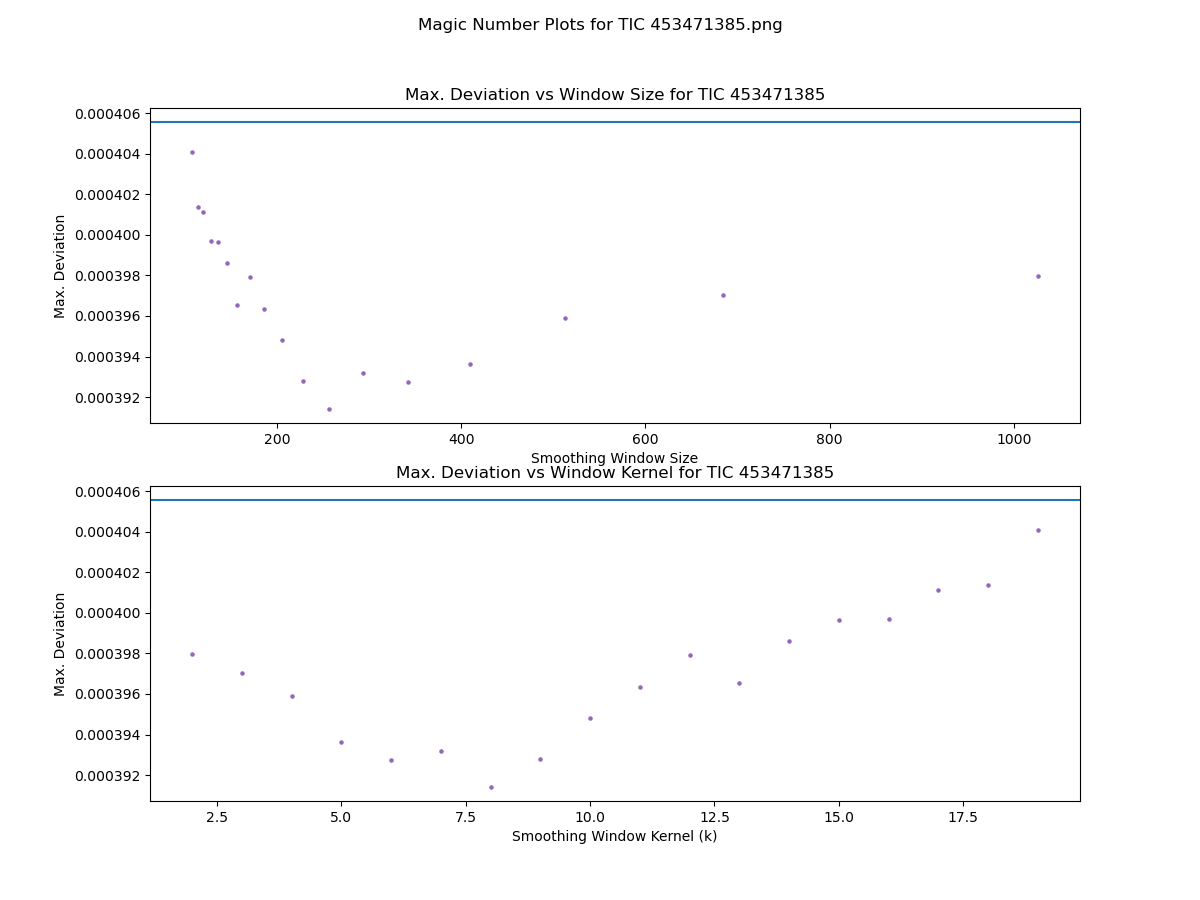 Magic Number Plots for TIC 453471385.png
Max. Deviation vs Window Size for TIC 453471385
0.000406
0.000404
0.000402
0.000400
0.000398
0.000396
0.000394
0.000392
Max. Deviation
200 400 600 800 1000
Smoothing Window Size
Max. Deviation vs Window Kernel for TIC 453471385
0.000406
0.000404
0.000402
0.000400
0.000398
0.000396
0.000394
0.000392
Max. Deviation
2.5 5.0 7.5 10.0 12.5 15.0 17.5
Smoothing Window Kernel (k)